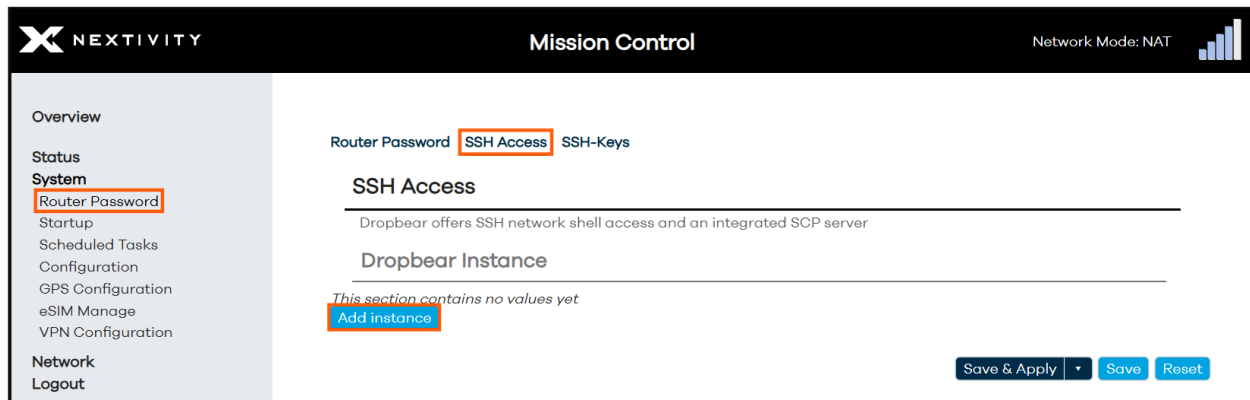 NEXTIVITY
Mission Control
Network Mode: NAT
Overview
Status
System
Router Password
Startup
Scheduled Tasks
Configuration
GPS Configuration
eSIM Manage
VPN Configuration
Network
Logout
Router Password SSH Access SSH-Keys
SSH Access
Dropbear offers SSH network shell access and an integrated SCP server
Dropbear Instance
This section contains no values yet
Add instance
Save & Apply Save Reset